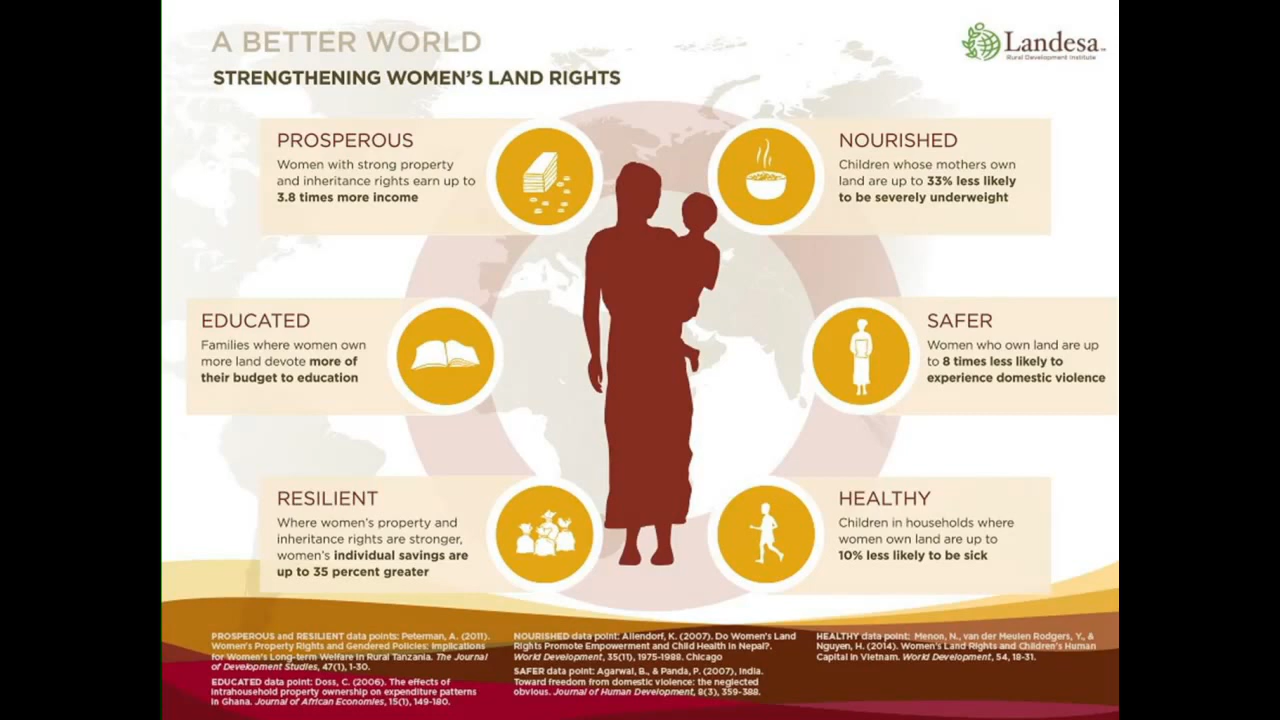 A BETTER WORLD
STRENGTHENING WOMEN'S LAND RIGHTS
Landesa™
Rural Development Institute
PROSPEROUS
Women with strong property
and inheritance rights earn up to
3.8 times more income
NOURISHED
Children whose mothers own
land are up to 33% less likely
to be severely underweight
EDUCATED
Families where women own
more land devote more of
their budget to education
SAFER
Women who own land are up
to 8 times less likely to
experience domestic violence
RESILIENT
Where women's property and
inheritance rights are stronger,
women's individual savings are
up to 35 percent greater
HEALTHY
Children in households where
women own land are up to
10% less likely to be sick
PROSPEROUS and RESILIENT data points: Peterman, A. (2011).
Women's Property Rights and Gendered Policies: Implications
for Women's Long-term Welfare in Rural Tanzania. The Journal
of Development Studies, 47(1), 1-30.
EDUCATED data point: Doss, C. (2006). The effects of
intrahousehold property ownership on expenditure patterns
in Ghana. Journal of African Economies, 15(1), 149-180.
NOURISHED data point: Allendorf, K. (2007). Do Women's Land
Rights Promote Empowerment and Child Health in Nepal?.
World Development, 35(11), 1975-1988. Chicago
SAFER data point: Agarwal, B., & Panda, P. (2007), India.
Toward freedom from domestic violence: the neglected
obvious. Journal of Human Development, 8(3), 359-388.
HEALTHY data point: Menon, N., van der Meulen Rodgers, Y., &
Nguyen, H. (2014). Women's Land Rights and Children's Human
Capital in Vietnam. World Development, 54, 18-31.